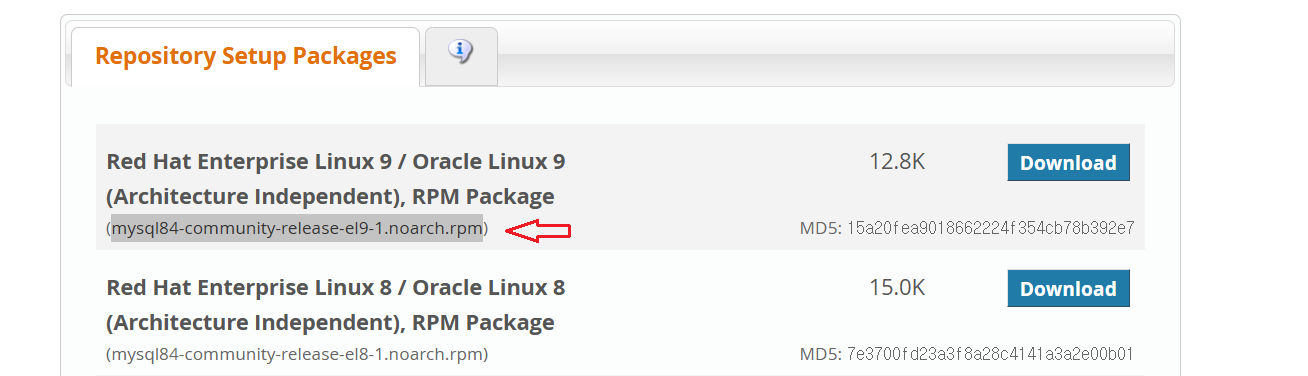 Repository Setup Packages
Red Hat Enterprise Linux 9 / Oracle Linux 9 12.8K Download
(Architecture Independent), RPM Package
(mysql84-community-release-el9-1.noarch.rpm) MD5: 15a20fea9018662224f354cb78b392e7
Red Hat Enterprise Linux 8 / Oracle Linux 8 15.0K Download
(Architecture Independent), RPM Package
(mysql84-community-release-el8-1.noarch.rpm) MD5: 7e3700fd23a3f8a28c4141a3a2e00b01